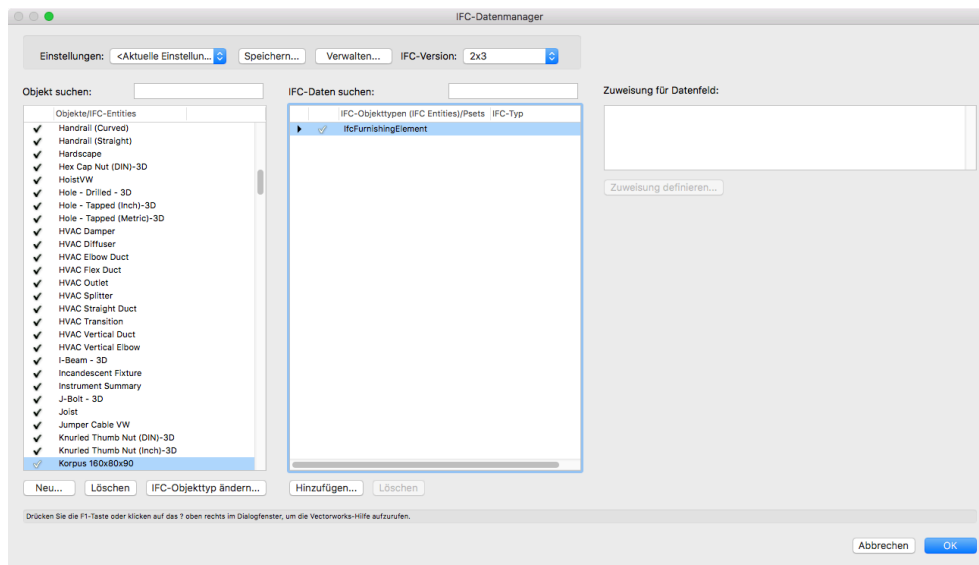 IFC-Datenmanager
Einstellungen: <Aktuelle Einstellun... Speichern... Verwalten... IFC-Version: 2x3
Objekt suchen:
Objekte/IFC-Entities
Handrail (Curved)
Handrail (Straight)
Hardscape
Hex Cap Nut (DIN)-3D
HoistVW
Hole - Drilled - 3D
Hole - Tapped (Inch)-3D
Hole - Tapped (Metric)-3D
HVAC Damper
HVAC Diffuser
HVAC Elbow Duct
HVAC Flex Duct
HVAC Outlet
HVAC Splitter
HVAC Straight Duct
HVAC Transition
HVAC Vertical Duct
HVAC Vertical Elbow
I-Beam - 3D
Incandescent Fixture
Instrument Summary
J-Bolt - 3D
Joist
Jumper Cable VW
Knurled Thumb Nut (DIN)-3D
Knurled Thumb Nut (Inch)-3D
Korpus 160x80x90
Neu... Löschen IFC-Objekttyp ändern...
IFC-Daten suchen:
IFC-Objekttypen (IFC Entities)/Psets IFC-Typ
IfcFurnishingElement
Hinzufügen... Löschen
Zuweisung für Datenfeld:
Zuweisung definieren...
Drücken Sie die F1-Taste oder klicken auf das ? oben rechts im Dialogfenster, um die Vectorworks-Hilfe aufzurufen.
Abbrechen OK